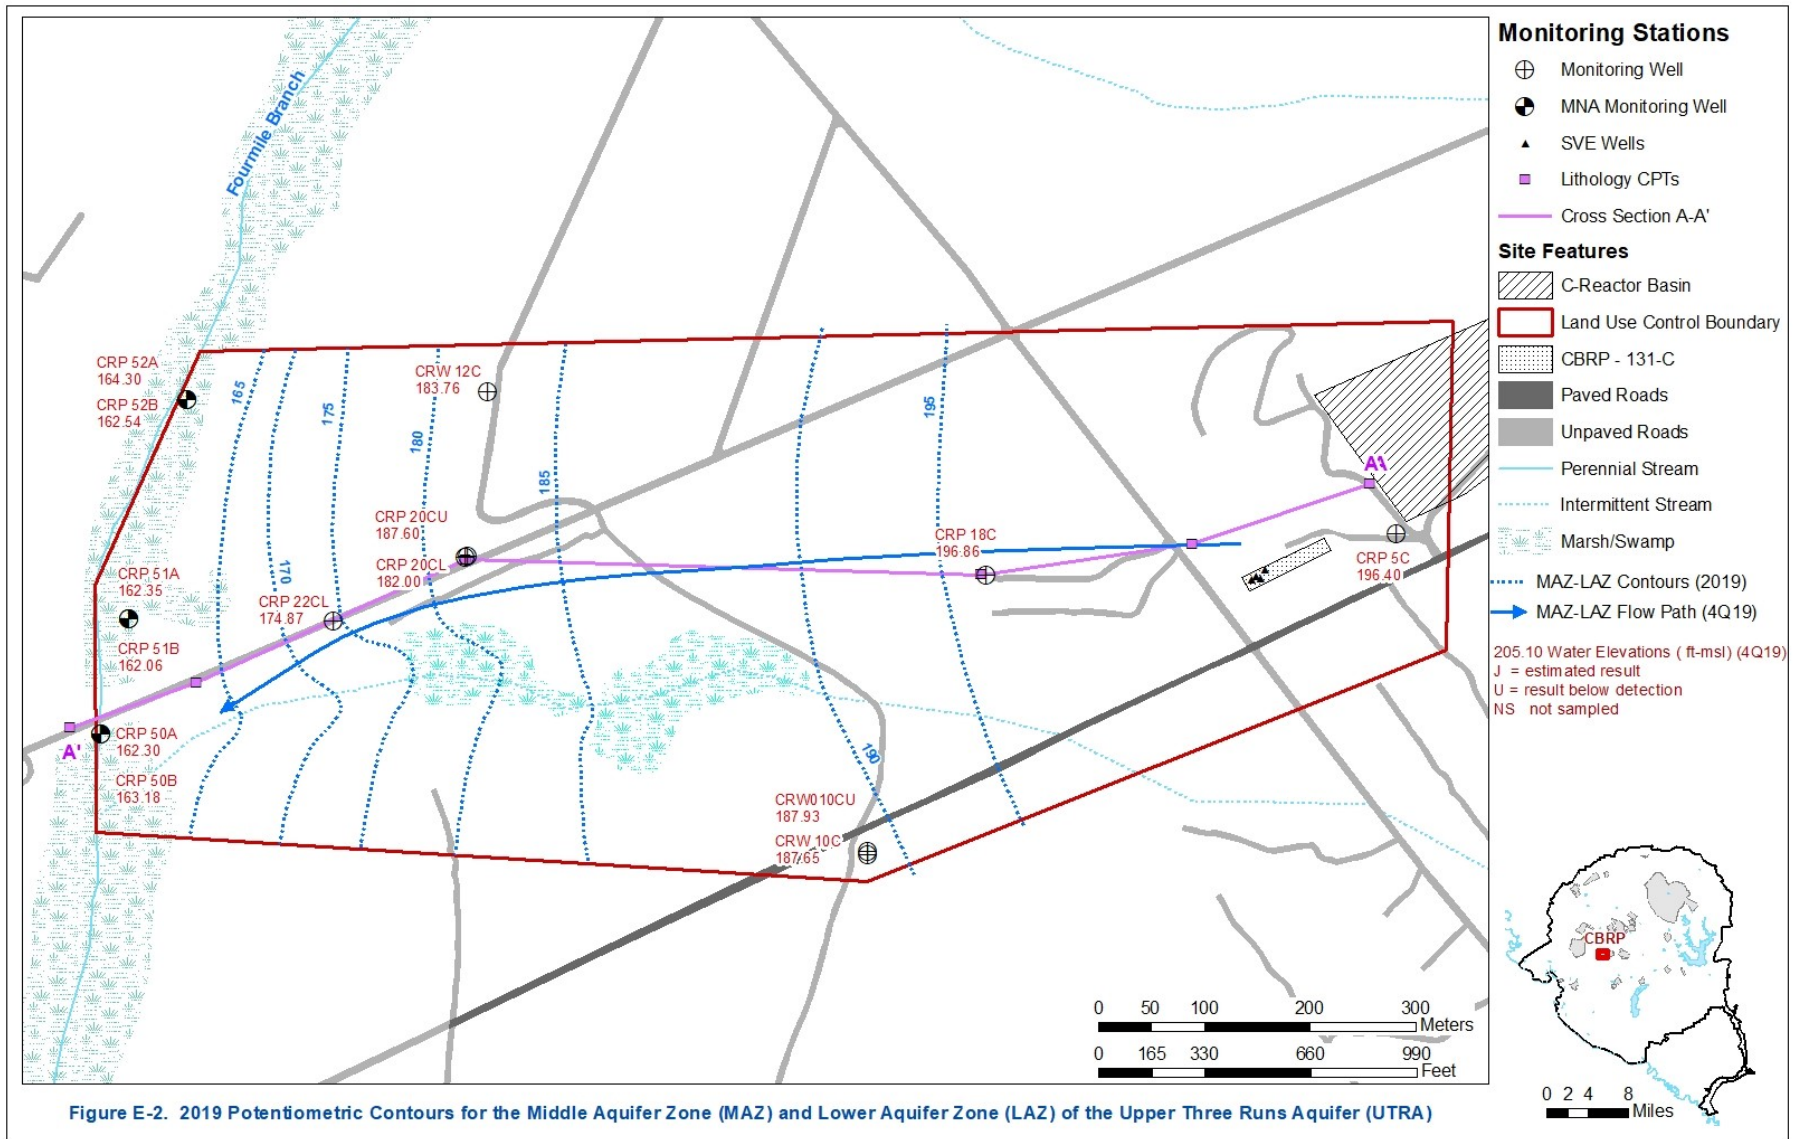 Fourmile Branch
CRP 52A
164.30
CRP 52B
162.54
165
175
CRW 12C
183.76
180
185
195
CRP 20CU
187.60
CRP 20CL
182.00
170
CRP 22CL
174.87
CRP 18C
196.86
A'
CRP 5C
196.40
CRP 51A
162.35
CRP 51B
162.06
A'
CRP 50A
162.30
CRP 50B
163.18
190
CRW010CU
187.93
CRW 10C
187.65
0 50 100 200 300
Meters
0 165 330 660 990
Feet
Monitoring Stations
Monitoring Well
MNA Monitoring Well
SVE Wells
Lithology CPTs
Cross Section A-A'
Site Features
C-Reactor Basin
Land Use Control Boundary
CBRP - 131-C
Paved Roads
Unpaved Roads
Perennial Stream
Intermittent Stream
Marsh/Swamp
MAZ-LAZ Contours (2019)
MAZ-LAZ Flow Path (4Q19)
205.10 Water Elevations ( ft-msl) (4Q19)
J = estimated result
U = result below detection
NS not sampled
CBRP
0 2 4 8
Miles
Figure E-2. 2019 Potentiometric Contours for the Middle Aquifer Zone (MAZ) and Lower Aquifer Zone (LAZ) of the Upper Three Runs Aquifer (UTRA)